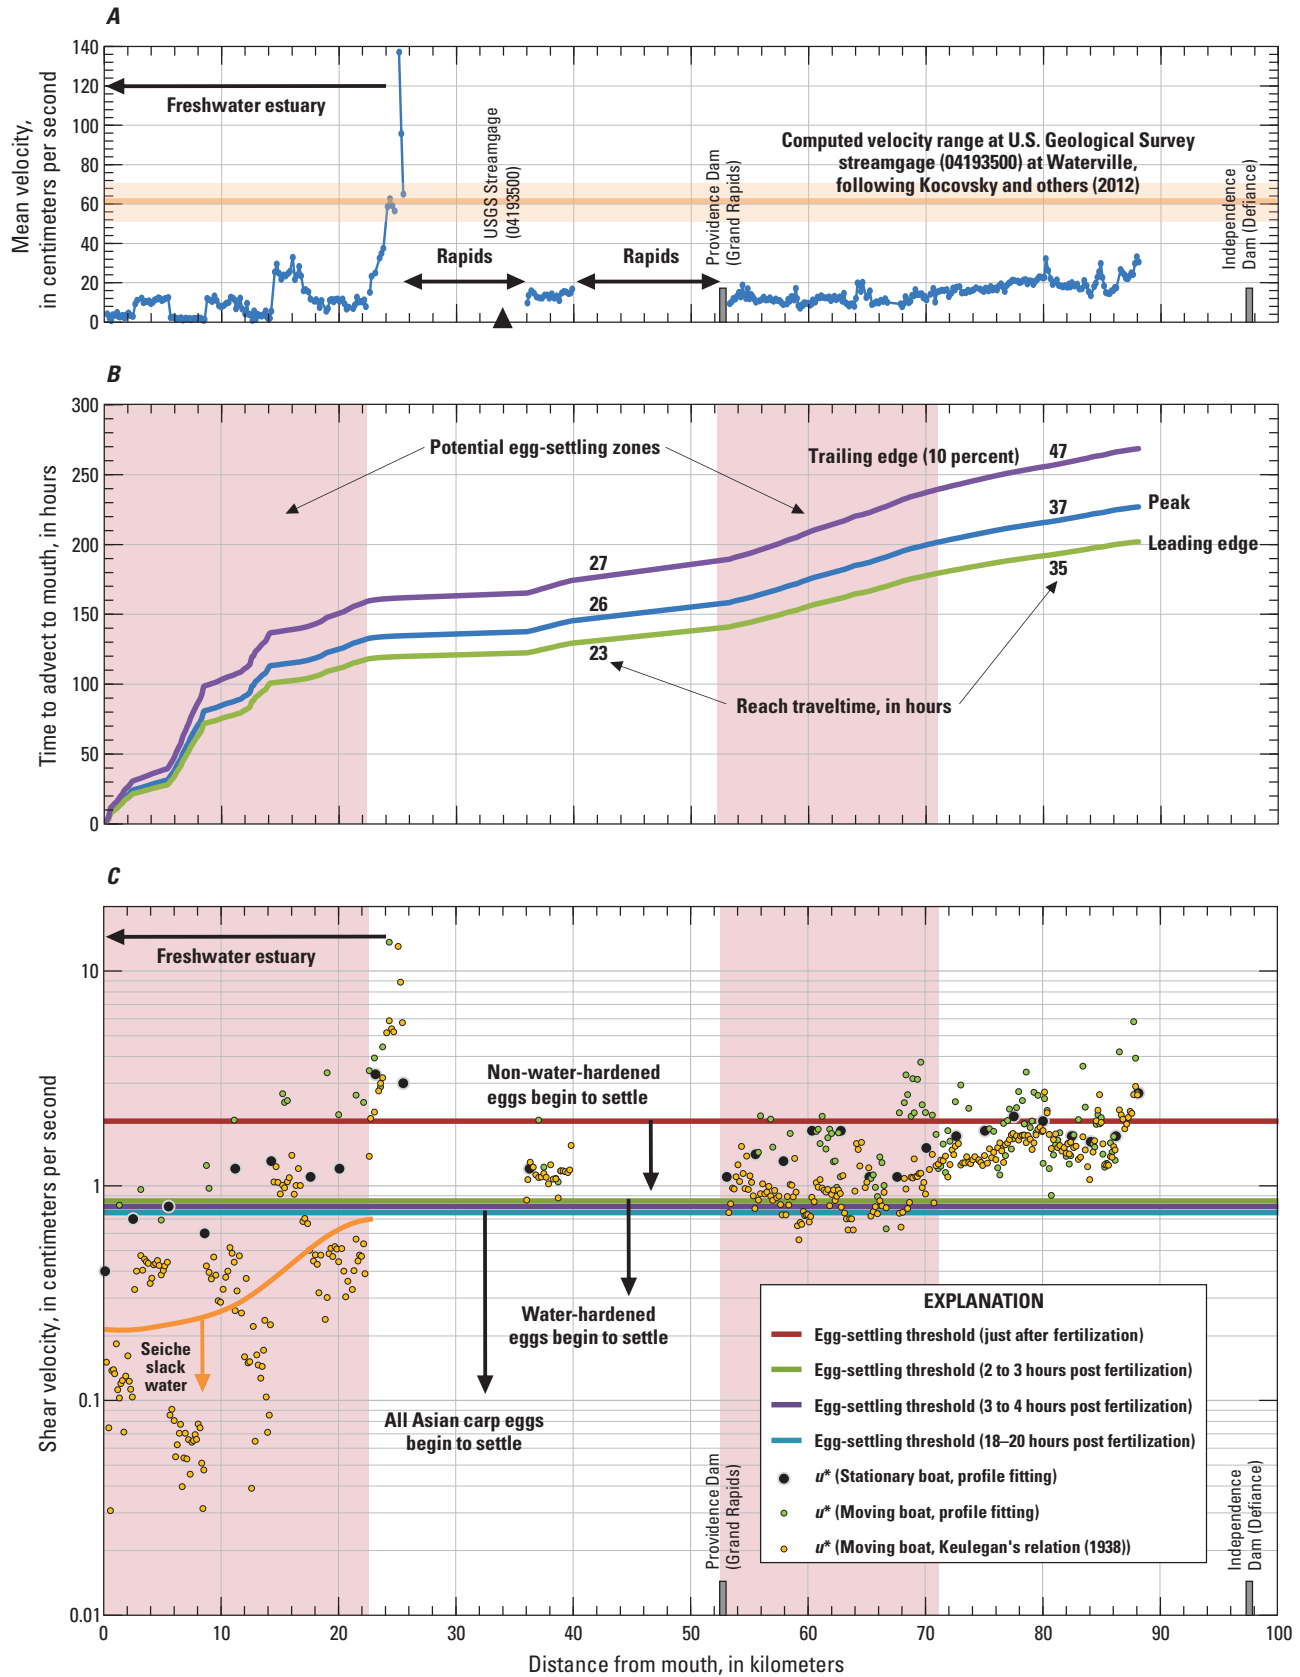 A
Mean velocity,
in centimeters per second
140
120
100
80
60
40
20
0
Freshwater estuary
USGS Streamgage
(04193500)
Computed velocity range at U.S. Geological Survey
streamgage (04193500) at Waterville,
following Kocovsky and others (2012)
Rapids
Rapids
Providence Dam
(Grand Rapids)
Independence
Dam (Defiance)
B
Time to advect to mouth, in hours
300
250
200
150
100
50
0
Potential egg-settling zones
Trailing edge (10 percent)
47
37
Peak
Leading edge
35
27
26
23
Reach traveltime, in hours
C
Shear velocity, in centimeters per second
10
1
0.1
0.01
Freshwater estuary
Non-water-hardened
eggs begin to settle
Water-hardened
eggs begin to settle
Seiche
slack
water
All Asian carp eggs
begin to settle
Providence Dam
(Grand Rapids)
Independence
Dam (Defiance)
EXPLANATION
Egg-settling threshold (just after fertilization)
Egg-settling threshold (2 to 3 hours post fertilization)
Egg-settling threshold (3 to 4 hours post fertilization)
Egg-settling threshold (18–20 hours post fertilization)
u* (Stationary boat, profile fitting)
u* (Moving boat, profile fitting)
u* (Moving boat, Keulegan's relation (1938))
0 10 20 30 40 50 60 70 80 90 100
Distance from mouth, in kilometers